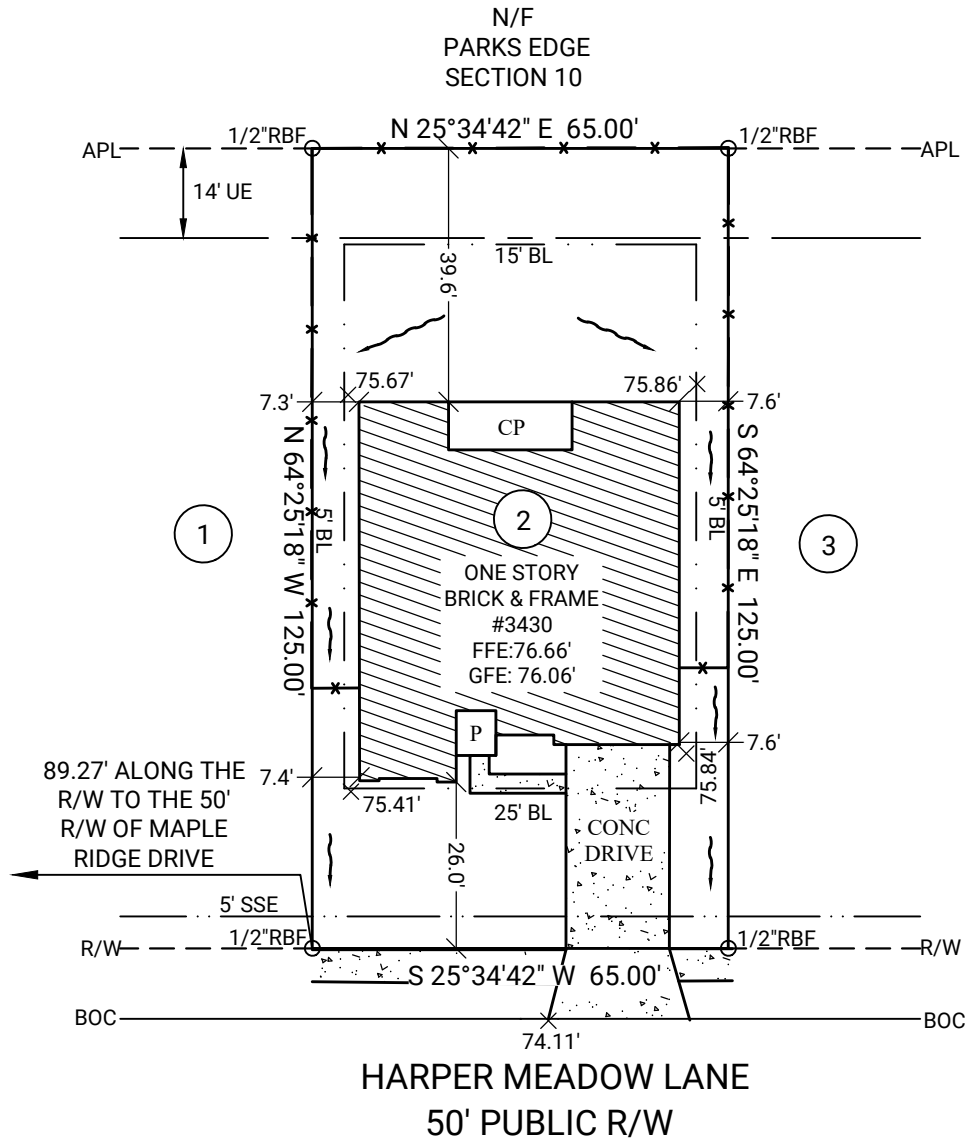 N/F
PARKS EDGE
SECTION 10
N 25°34'42" E 65.00'
1/2"RBF
1/2"RBF
APL
APL
14' UE
15' BL
39.6'
75.67'
75.86'
7.3'
7.6'
CP
N 64°25'18" W 125.00'
S 64°25'18" E 125.00'
5' BL
5' BL
1
2
3
ONE STORY
BRICK & FRAME
#3430
FFE:76.66'
GFE: 76.06'
P
7.6'
75.84'
7.4'
75.41'
25' BL
89.27' ALONG THE
R/W TO THE 50'
R/W OF MAPLE
RIDGE DRIVE
CONC
DRIVE
26.0'
5' SSE
1/2"RBF
1/2"RBF
R/W
R/W
S 25°34'42" W 65.00'
BOC
BOC
74.11'
HARPER MEADOW LANE
50' PUBLIC R/W